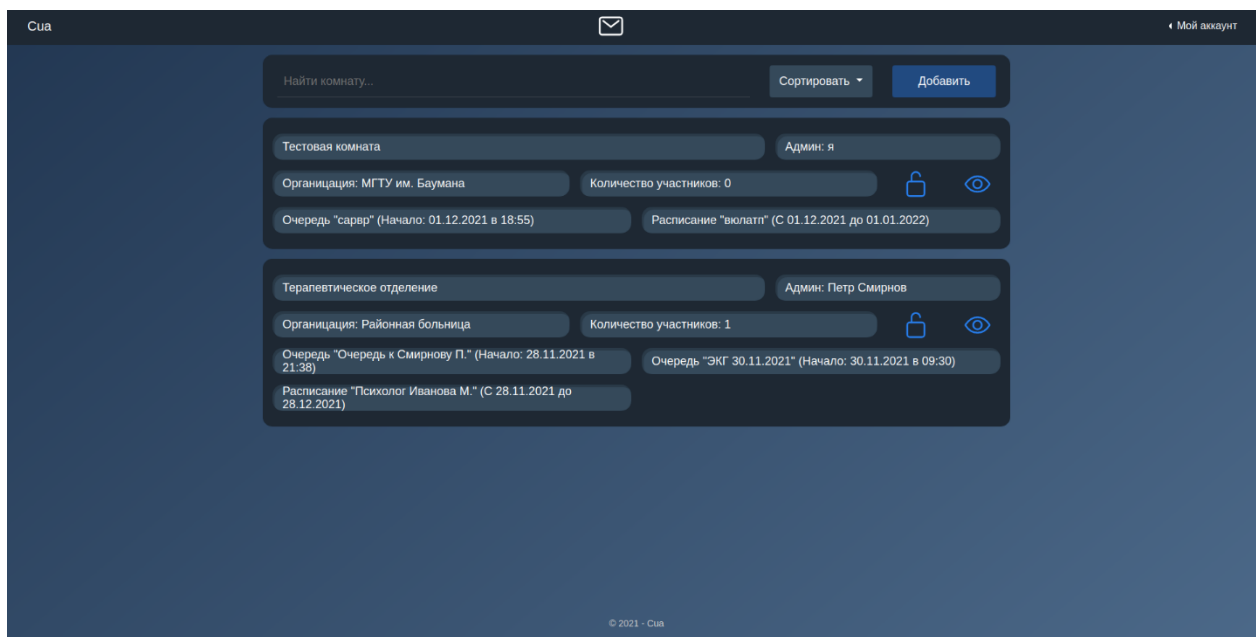 Cua
Мой аккаунт
Найти комнату...
Сортировать
Добавить
Тестовая комната
Админ: я
Органицация: МГТУ им. Баумана
Количество участников: 0
Очередь "сарвр" (Начало: 01.12.2021 в 18:55)
Расписание "вюлатп" (С 01.12.2021 до 01.01.2022)
Терапевтическое отделение
Админ: Петр Смирнов
Органицация: Районная больница
Количество участников: 1
Очередь "Очередь к Смирнову П." (Начало: 28.11.2021 в
21:38)
Очередь "ЭКГ 30.11.2021" (Начало: 30.11.2021 в 09:30)
Расписание "Психолог Иванова М." (С 28.11.2021 до
28.12.2021)
© 2021 - Cua